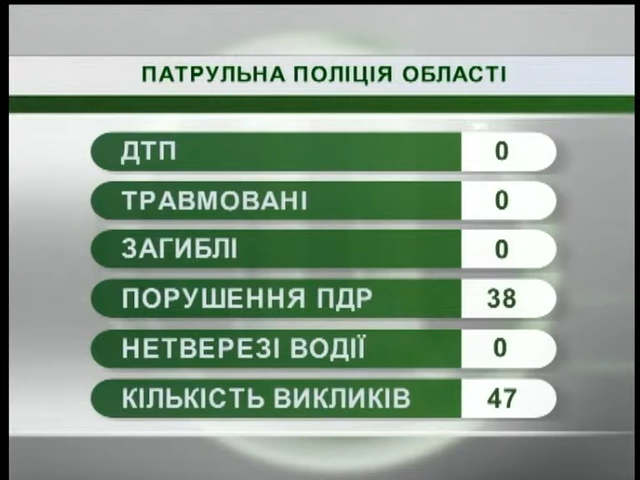 ПАТРУЛЬНА ПОЛІЦІЯ ОБЛАСТІ
ДТП 0
ТРАВМОВАНІ 0
ЗАГИБЛІ 0
ПОРУШЕННЯ ПДР 38
НЕТВЕРЕЗІ ВОДІЇ 0
КІЛЬКІСТЬ ВИКЛИКІВ 47